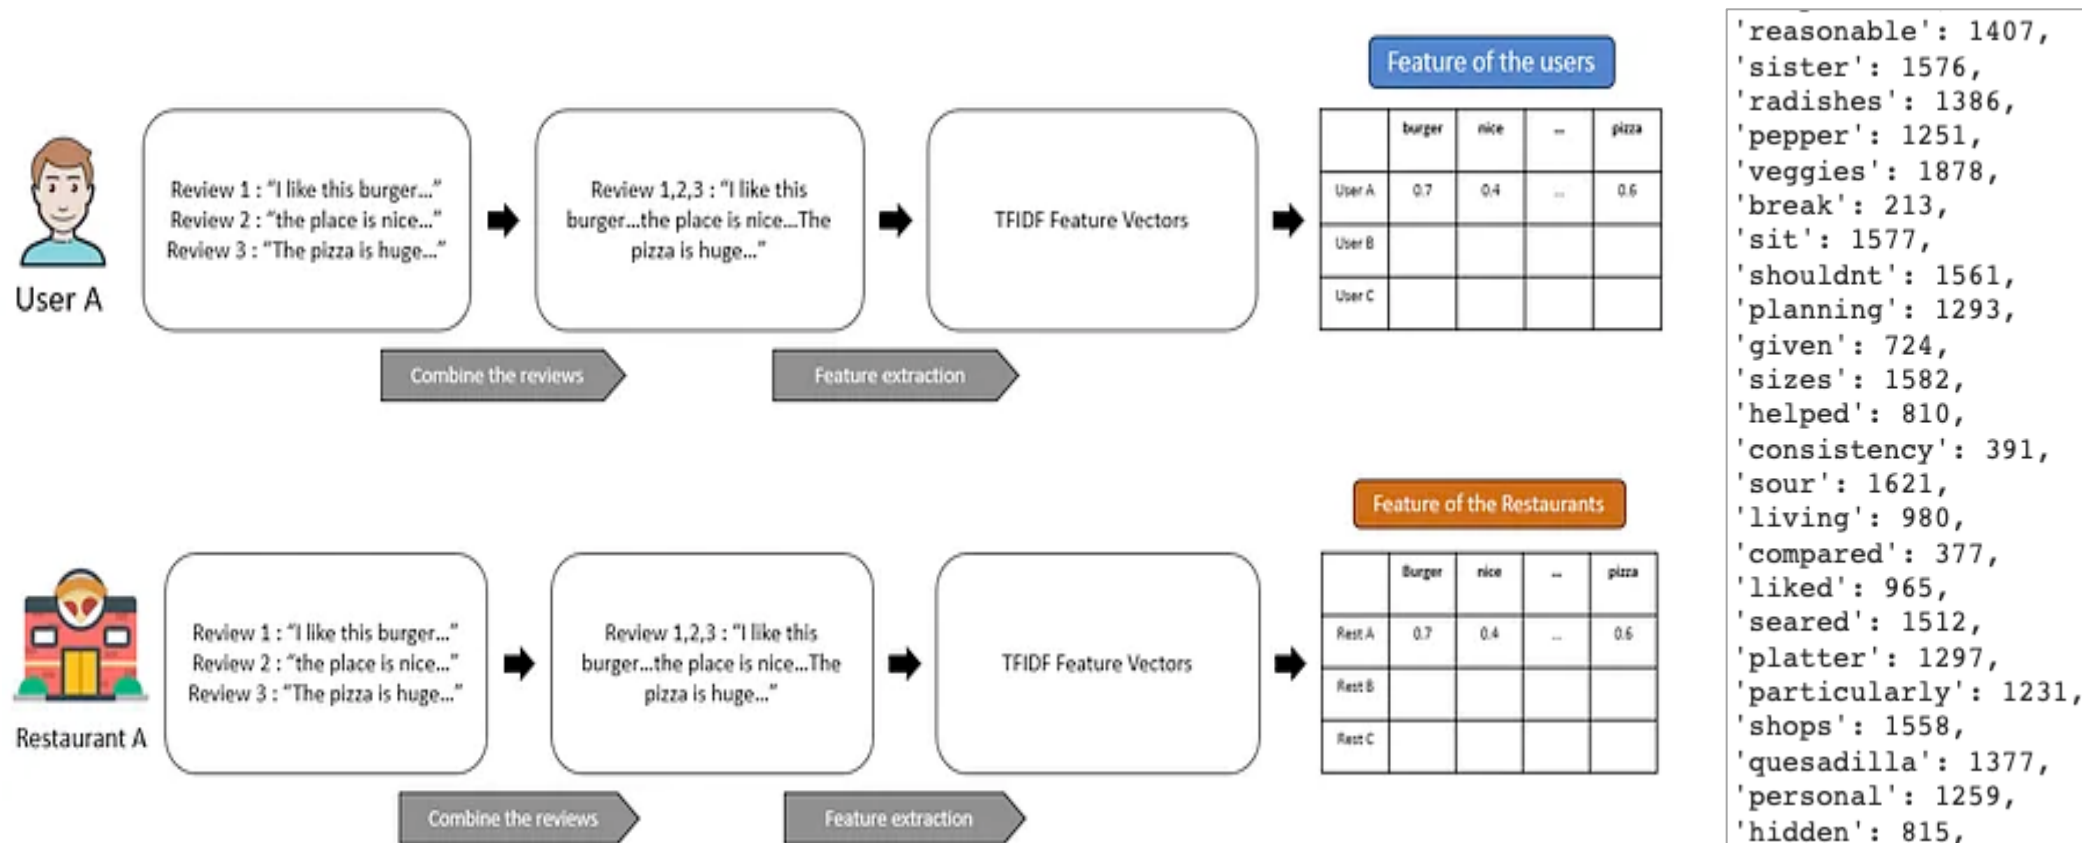 Feature of the users
Review 1 : “I like this burger...”
Review 2 : “the place is nice...”
Review 3 : “The pizza is huge...”
Review 1,2,3 : “I like this
burger...the place is nice...The
pizza is huge...”
TFIDF Feature Vectors
burger nice ... pizza
User A 0.7 0.4 ... 0.6
User B
User C
User A
Combine the reviews
Feature extraction
Feature of the Restaurants
Review 1 : “I like this burger...”
Review 2 : “the place is nice...”
Review 3 : “The pizza is huge...”
Review 1,2,3 : “I like this
burger...the place is nice...The
pizza is huge...”
TFIDF Feature Vectors
Burger nice ... pizza
Rest A 0.7 0.4 ... 0.6
Rest B
Rest C
Restaurant A
Combine the reviews
Feature extraction
'reasonable': 1407,
'sister': 1576,
'radishes': 1386,
'pepper': 1251,
'veggies': 1878,
'break': 213,
'sit': 1577,
'shouldnt': 1561,
'planning': 1293,
'given': 724,
'sizes': 1582,
'helped': 810,
'consistency': 391,
'sour': 1621,
'living': 980,
'compared': 377,
'liked': 965,
'seared': 1512,
'platter': 1297,
'particularly': 1231,
'shops': 1558,
'quesadilla': 1377,
'personal': 1259,
'hidden': 815,